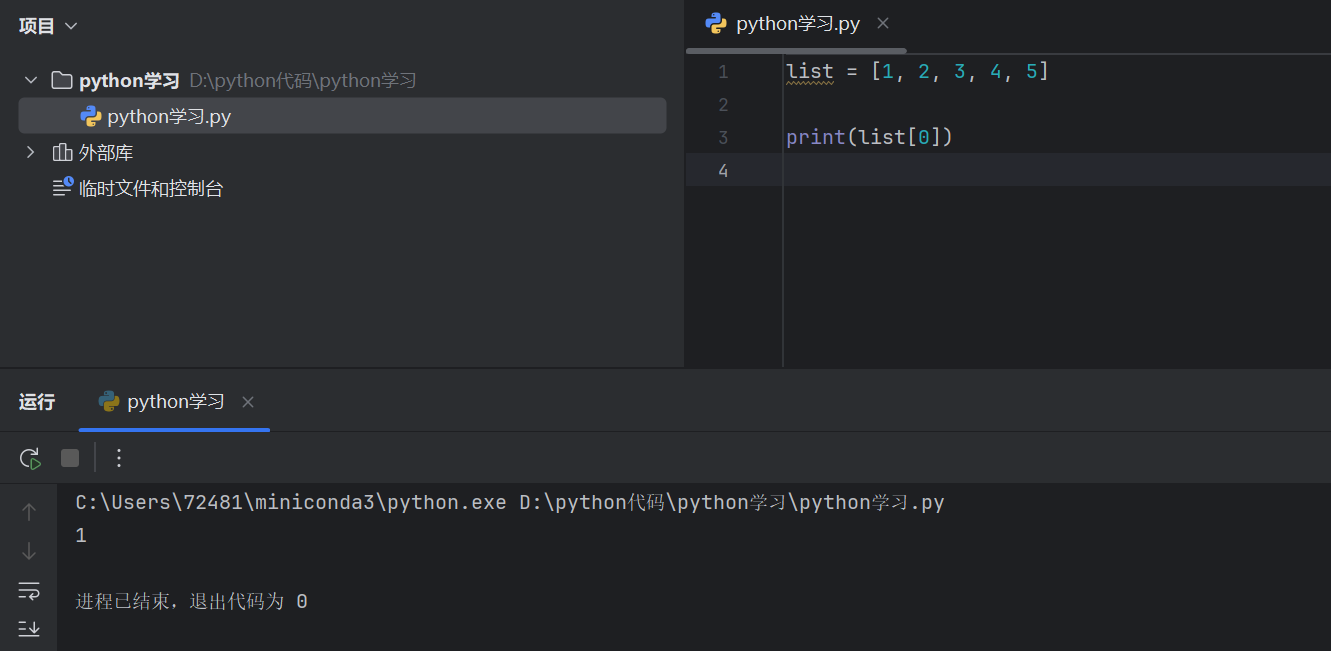 项目
python学习 D:\python代码\python学习
python学习.py
外部库
临时文件和控制台
python学习.py
1 list = [1, 2, 3, 4, 5]
2
3 print(list[0])
4
运行 python学习
C:\Users\72481\miniconda3\python.exe D:\python代码\python学习\python学习.py
1
进程已结束，退出代码为 0